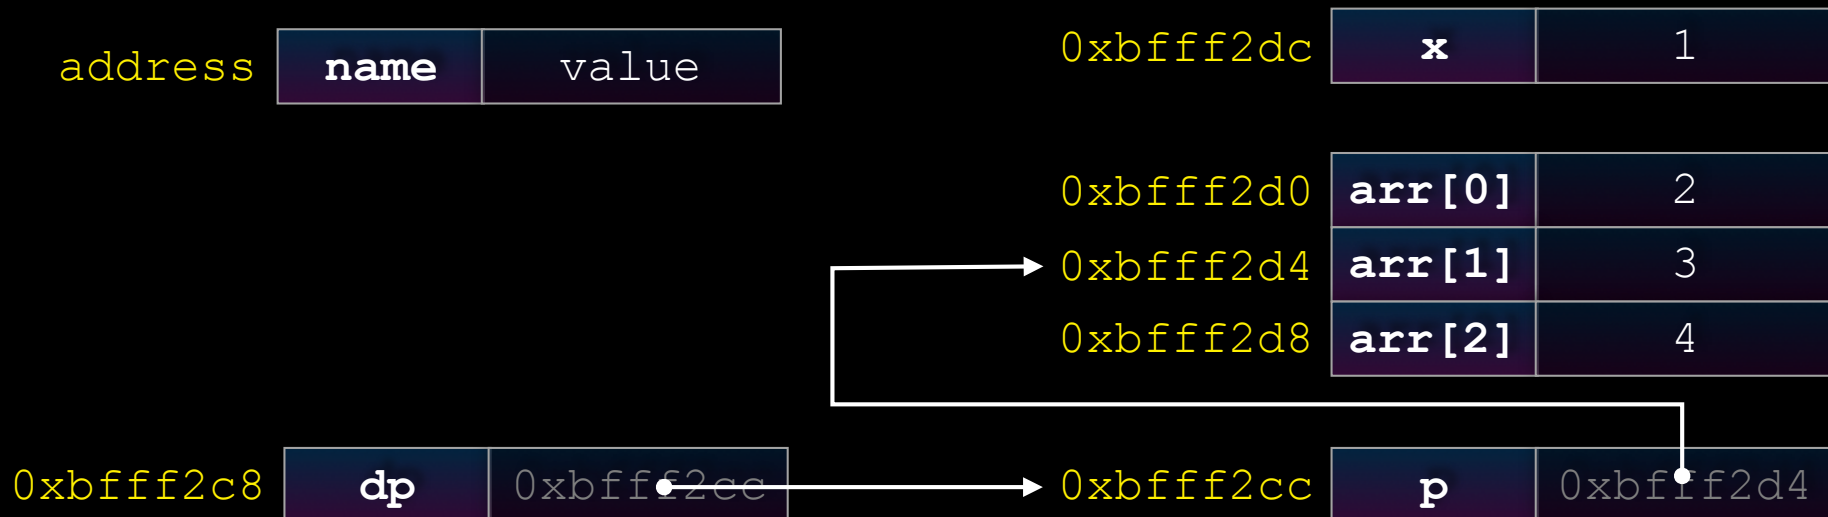 address name value
0xbfff2dc x 1
0xbfff2d0 arr[0] 2
0xbfff2d4 arr[1] 3
0xbfff2d8 arr[2] 4
0xbfff2c8 dp 0xbfff2cc
0xbfff2cc p 0xbfff2d4